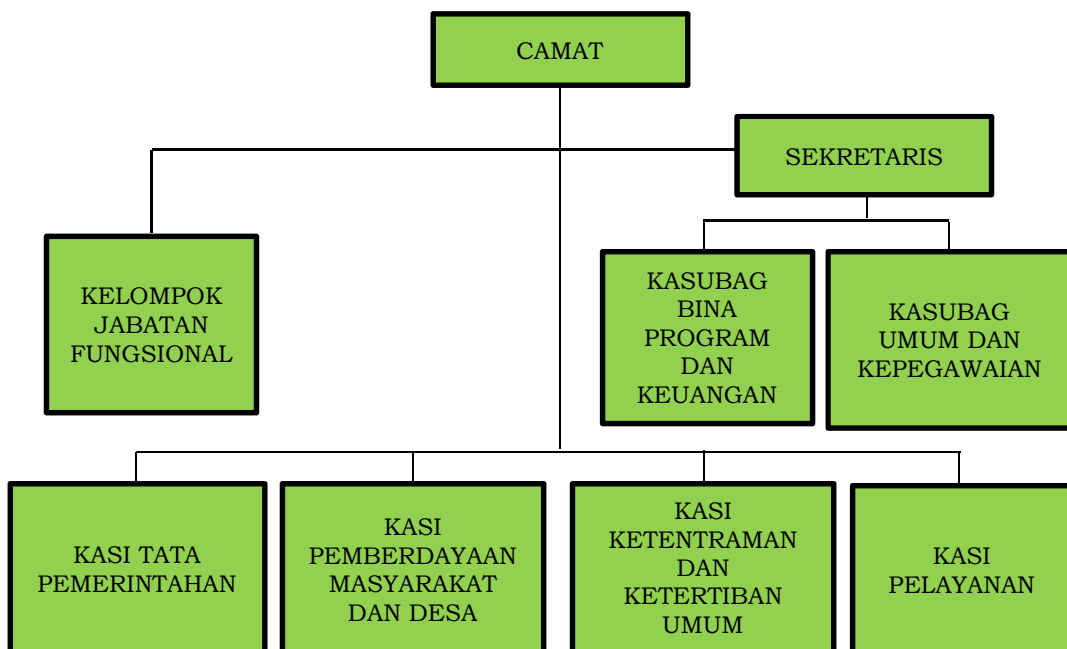 CAMAT
SEKRETARIS
KELOMPOK
JABATAN
FUNGSIONAL
KASUBAG
BINA
PROGRAM
DAN
KEUANGAN
KASUBAG
UMUM DAN
KEPEGAWAIAN
KASI TATA
PEMERINTAHAN
KASI
PEMBERDAYAAN
MASYARAKAT
DAN DESA
KASI
KETENTRAMAN
DAN
KETERTIBAN
UMUM
KASI
PELAYANAN